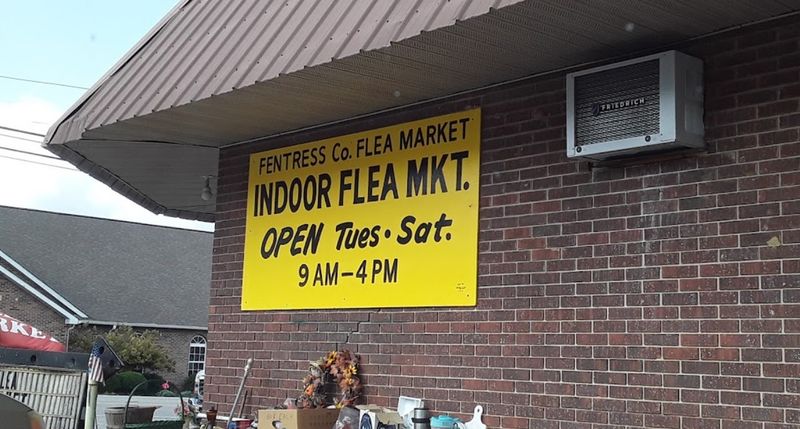 FENTRESS Co. FLEA MARKET
INDOOR FLEA MKT.
OPEN Tues • Sat.
9 AM – 4 PM
FRIEDRICH